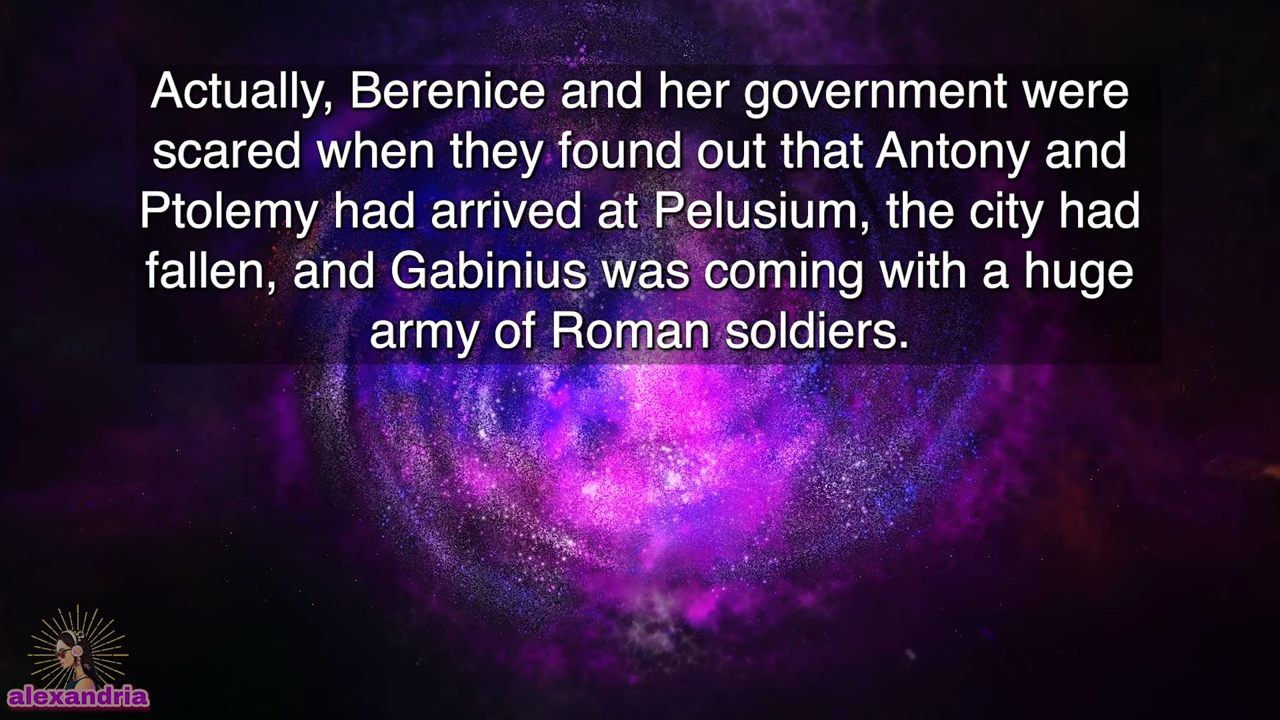 Actually, Berenice and her government were
scared when they found out that Antony and
Ptolemy had arrived at Pelusium, the city had
fallen, and Gabinius was coming with a huge
army of Roman soldiers.
alexandria